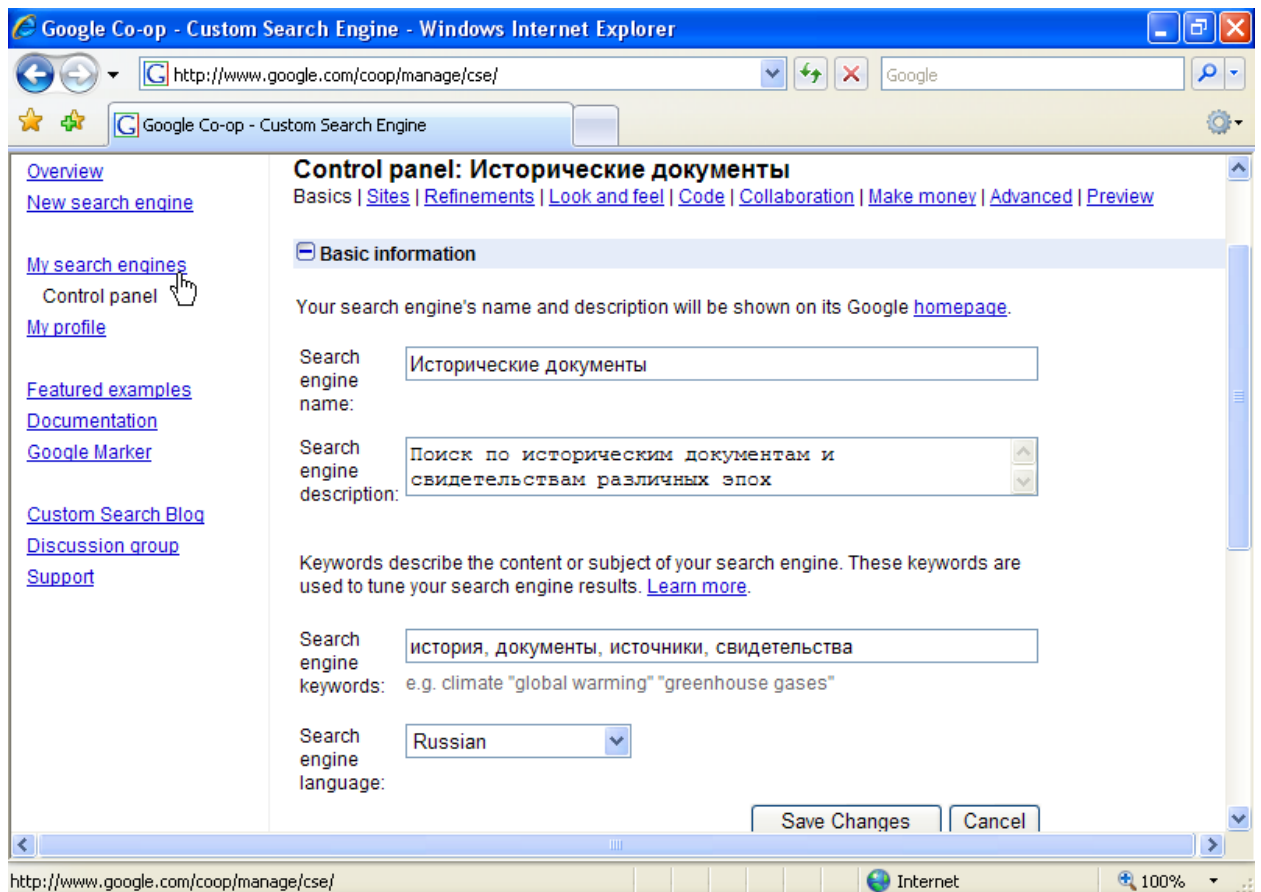 Google Co-op - Custom Search Engine - Windows Internet Explorer
http://www.google.com/coop/manage/cse/
Google
Google Co-op - Custom Search Engine
Overview
New search engine
My search engines
Control panel
My profile
Featured examples
Documentation
Google Marker
Custom Search Blog
Discussion group
Support
Control panel: Исторические документы
Basics | Sites | Refinements | Look and feel | Code | Collaboration | Make money | Advanced | Preview
Basic information
Your search engine's name and description will be shown on its Google homepage.
Search
engine
name:
Исторические документы
Search
engine
description:
Поиск по историческим документам и
свидетельствам различных эпох
Keywords describe the content or subject of your search engine. These keywords are
used to tune your search engine results. Learn more.
Search
engine
keywords:
история, документы, источники, свидетельства
e.g. climate "global warming" "greenhouse gases"
Search
engine
language:
Russian
Save Changes
Cancel
http://www.google.com/coop/manage/cse/
Internet
100%